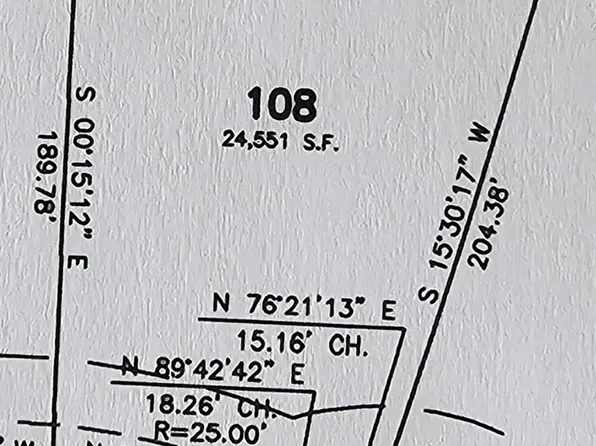 108
24,551 S.F.
S 00°15'12" E
189.78'
S 15°30'17" W
204.38'
N 76°21'13" E
15.16' CH.
N 89°42'42" E
18.26' CH.
R=25.00'